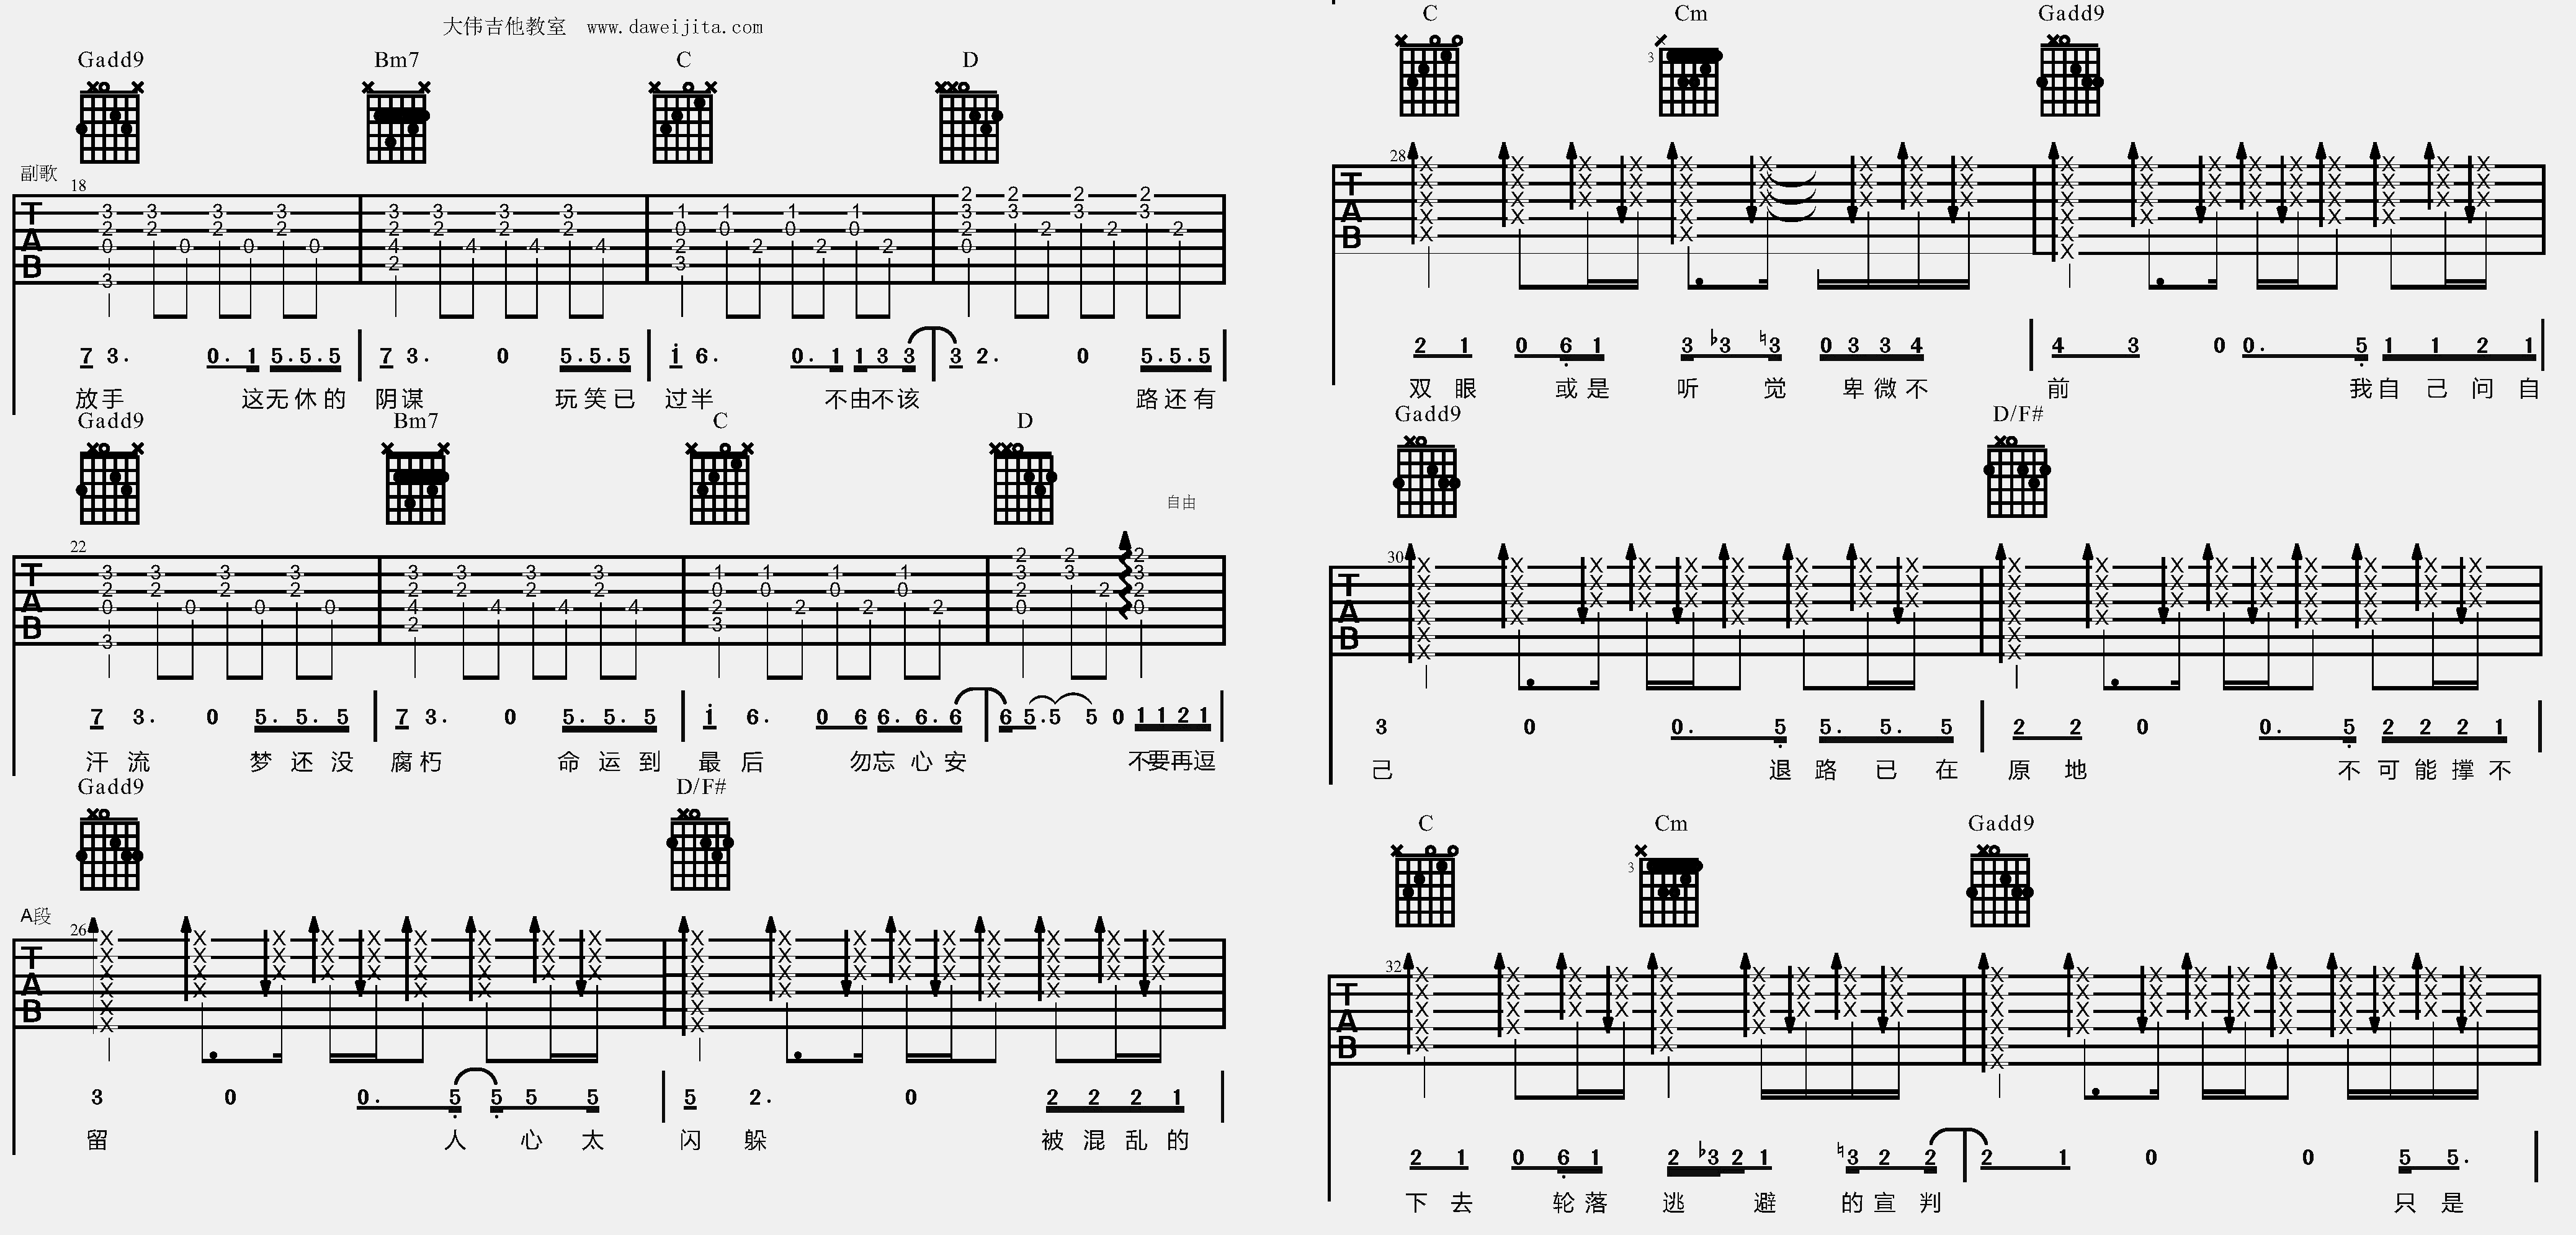 大伟吉他教室 www.daweijita.com
Gadd9 Bm7 C D
副歌 18
7 3. 0. 1 5.5.5 7 3. 0 5.5.5 i 6. 0. 1 1 3 3 3 2. 0 5.5.5
放手 这无休的 阴谋 玩笑已 过半 不由不该 路还有
Gadd9 Bm7 C D
自由
22
7 3. 0 5. 5. 5 7 3. 0 5. 5. 5 i 6. 0 6 6. 6. 6 6 5.5 5 0 1 1 2 1
汗流 梦还没 腐朽 命运到 最后 勿忘心安 不要再逗
Gadd9 D/F#
A段 26
3 0 0. 5 5 5 5 5 2. 0 2 2 2 1
留 人心太 闪躲 被混乱的
C Cm Gadd9
3
28
2 1 0 6 1 3 ♭3 ♮3 0 3 3 4 4 3 0 0. 5 1 1 2 1
双眼 或是 听觉 卑微不 前 我自己问自
Gadd9 D/F#
30
3 0 0. 5 5. 5. 5 2 2 0 0. 5 2 2 2 1
己 退路已在 原地 不可能撑不
C Cm Gadd9
3
32
2 1 0 6 1 2 ♭3 2 1 ♮3 2 2 2 1 0 0 5 5.
下去 轮落 逃避 的宣判 只是